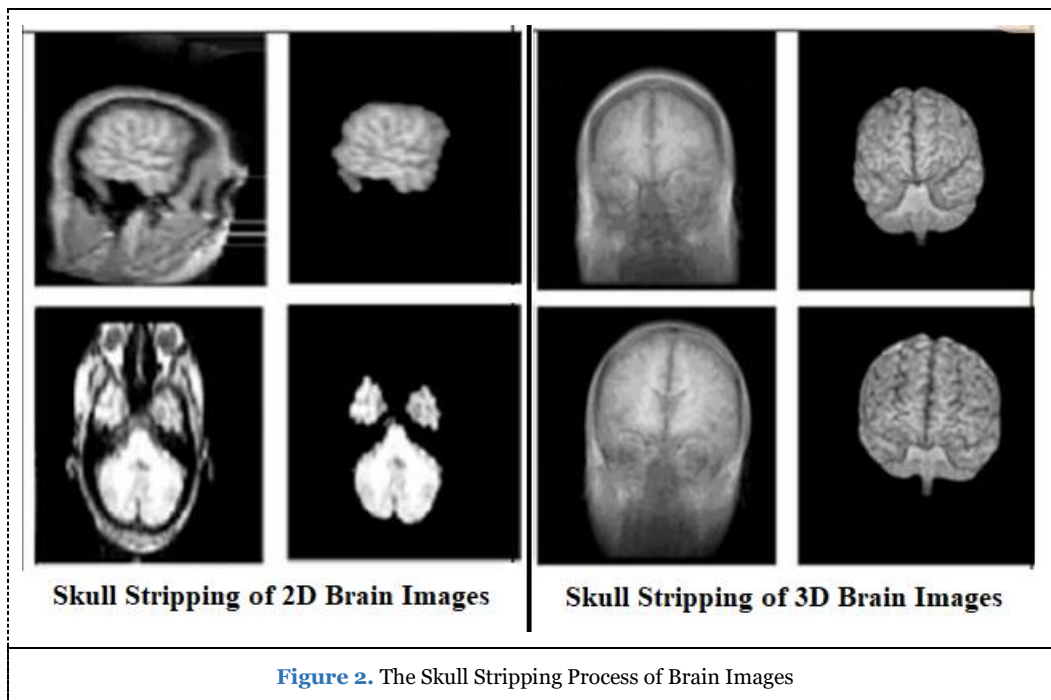 Skull Stripping of 2D Brain Images
Skull Stripping of 3D Brain Images
Figure 2. The Skull Stripping Process of Brain Images